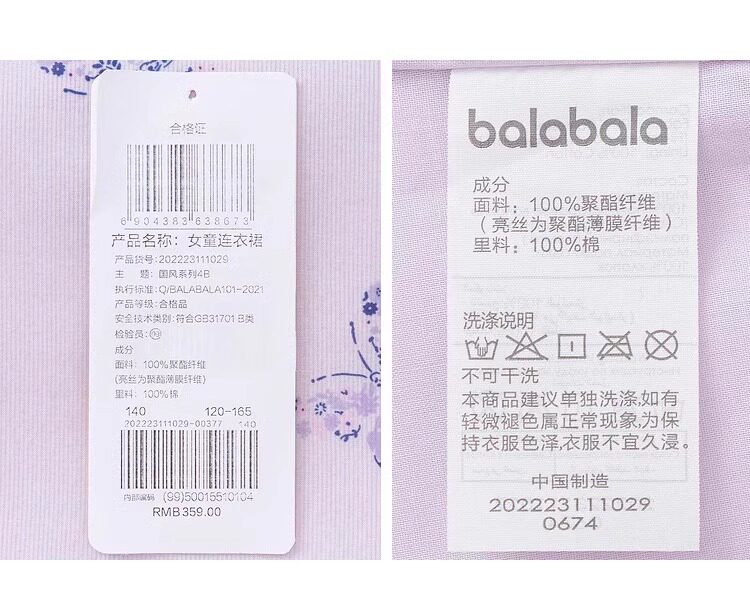 合格证
6 904383 638673
产品名称：女童连衣裙
产品货号：202223111029
主　题：国风系列4B
执行标准：Q/BALABALA101-2021
产品等级：合格品
安全技术类别：符合GB31701 B类
检验员：
成分
面料：100%聚酯纤维
(亮丝为聚酯薄膜纤维)
里料：100%棉
140 120-165
202223111029-00377 140
内部编码 (99)50015510104
RMB359.00
balabala
成分
面料：100%聚酯纤维
（亮丝为聚酯薄膜纤维）
里料：100%棉
洗涤说明
不可干洗
本商品建议单独洗涤,如有
轻微褪色属正常现象,为保
持衣服色泽,衣服不宜久浸。
中国制造
202223111029
0674